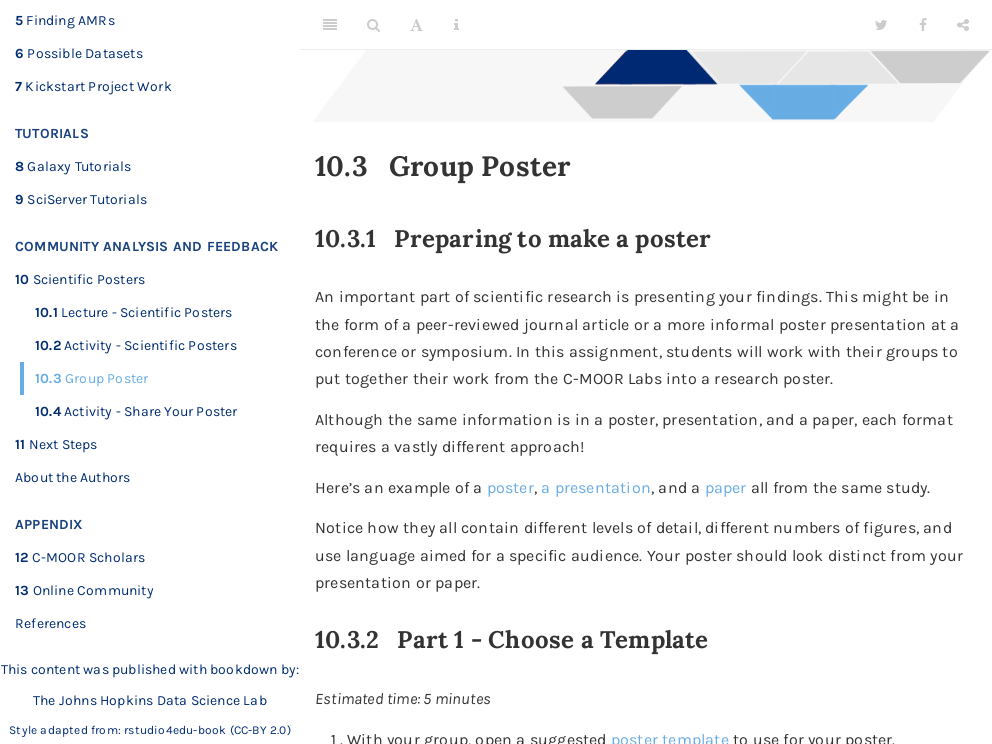 5 Finding AMRs
6 Possible Datasets
7 Kickstart Project Work
TUTORIALS
8 Galaxy Tutorials
9 SciServer Tutorials
COMMUNITY ANALYSIS AND FEEDBACK
10 Scientific Posters
10.1 Lecture - Scientific Posters
10.2 Activity - Scientific Posters
10.3 Group Poster
10.4 Activity - Share Your Poster
11 Next Steps
About the Authors
APPENDIX
12 C-MOOR Scholars
13 Online Community
References
This content was published with bookdown by:
The Johns Hopkins Data Science Lab
Style adapted from: rstudio4edu-book (CC-BY 2.0)
10.3 Group Poster
10.3.1 Preparing to make a poster
An important part of scientific research is presenting your findings. This might be in
the form of a peer-reviewed journal article or a more informal poster presentation at a
conference or symposium. In this assignment, students will work with their groups to
put together their work from the C-MOOR Labs into a research poster.
Although the same information is in a poster, presentation, and a paper, each format
requires a vastly different approach!
Here’s an example of a poster, a presentation, and a paper all from the same study.
Notice how they all contain different levels of detail, different numbers of figures, and
use language aimed for a specific audience. Your poster should look distinct from your
presentation or paper.
10.3.2 Part 1 - Choose a Template
Estimated time: 5 minutes
1. With your group, open a suggested poster template to use for your poster.